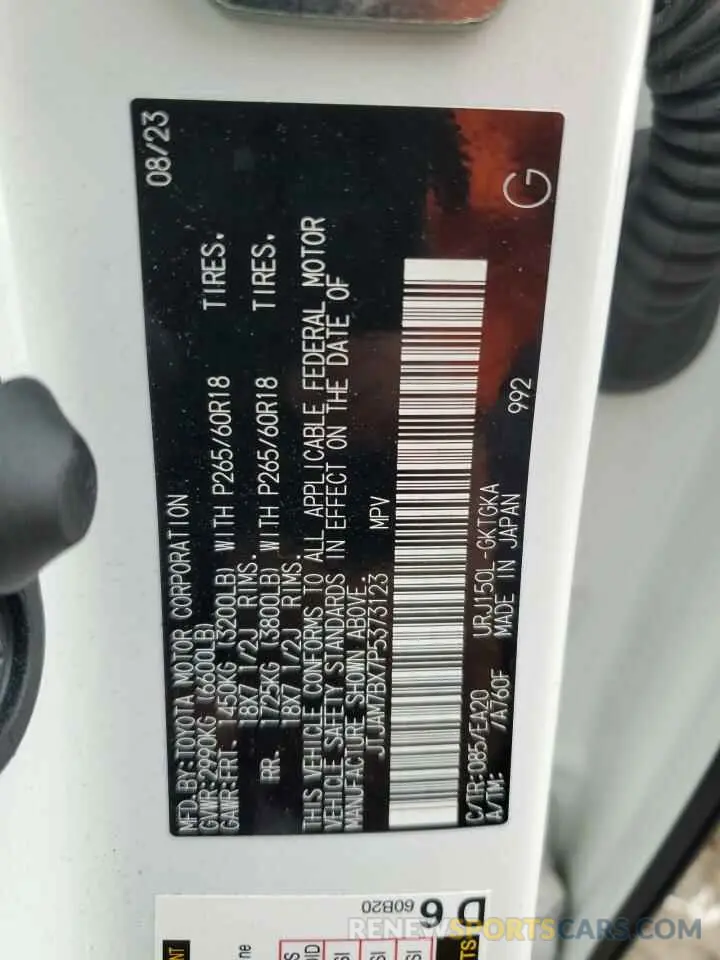 MFD.BY:TOYOTA MOTOR CORPORATION 08/23
GVWR:2990KG (6600LB)
GAWR:FRT. 1450KG (3200LB) WITH P265/60R18 TIRES.
18X7 1/2J RIMS.
RR. 1725KG (3800LB) WITH P265/60R18 TIRES.
18X7 1/2J RIMS.
THIS VEHICLE CONFORMS TO ALL APPLICABLE FEDERAL MOTOR
VEHICLE SAFETY STANDARDS IN EFFECT ON THE DATE OF
MANUFACTURE SHOWN ABOVE.
JTJAM7BX7P5373123 MPV
C/TR:085/EA20 URJ150L-GKTGKA 992
A/TM: /A760F MADE IN JAPAN
G
D6
60B20
RENEWSPORTSCARS.COM